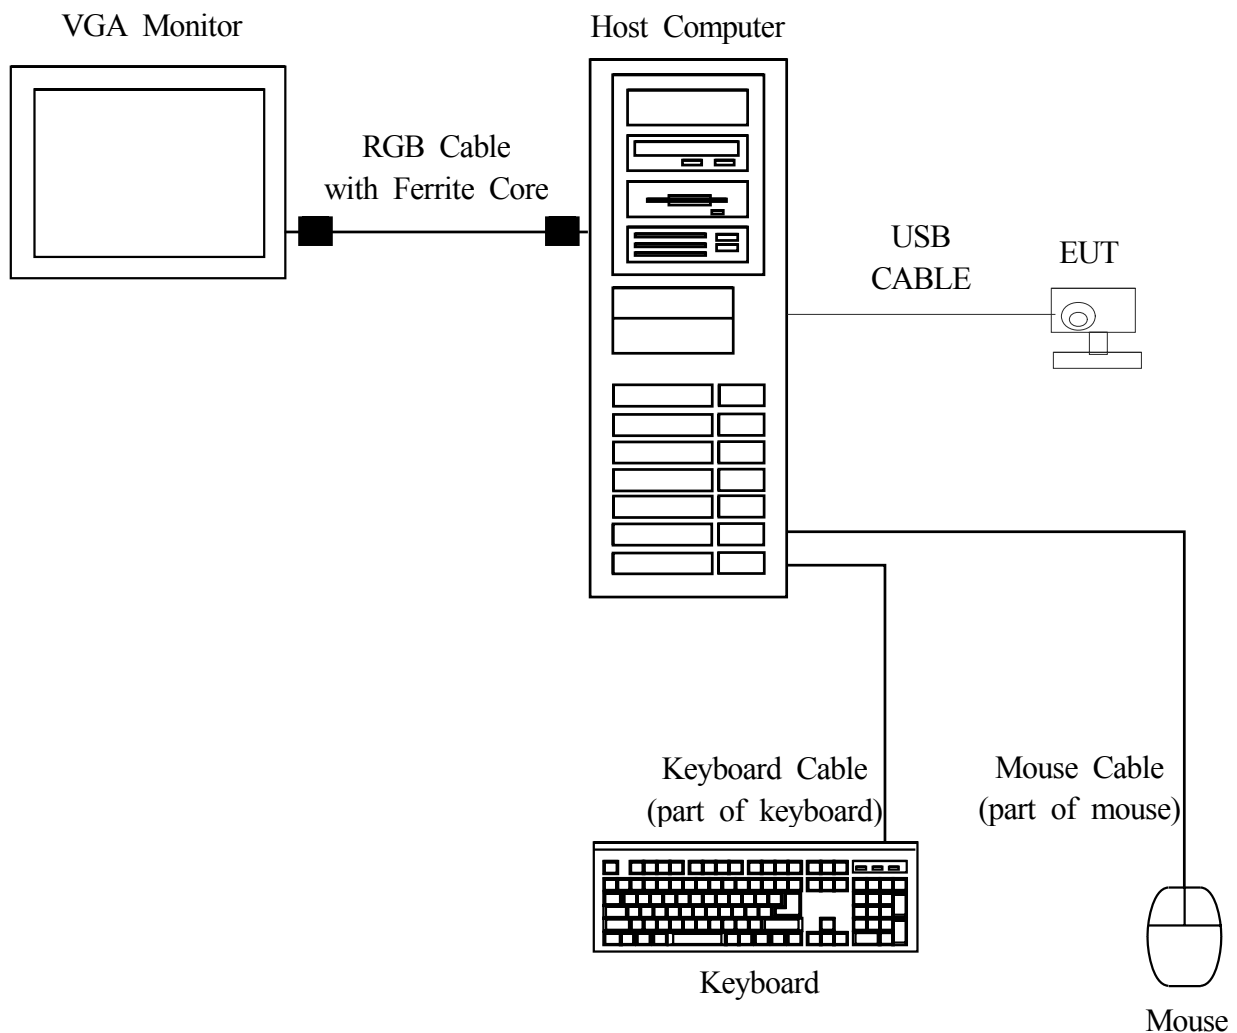 VGA Monitor
Host Computer
RGB Cable
with Ferrite Core
USB
CABLE
EUT
Keyboard Cable
(part of keyboard)
Mouse Cable
(part of mouse)
Keyboard
Mouse